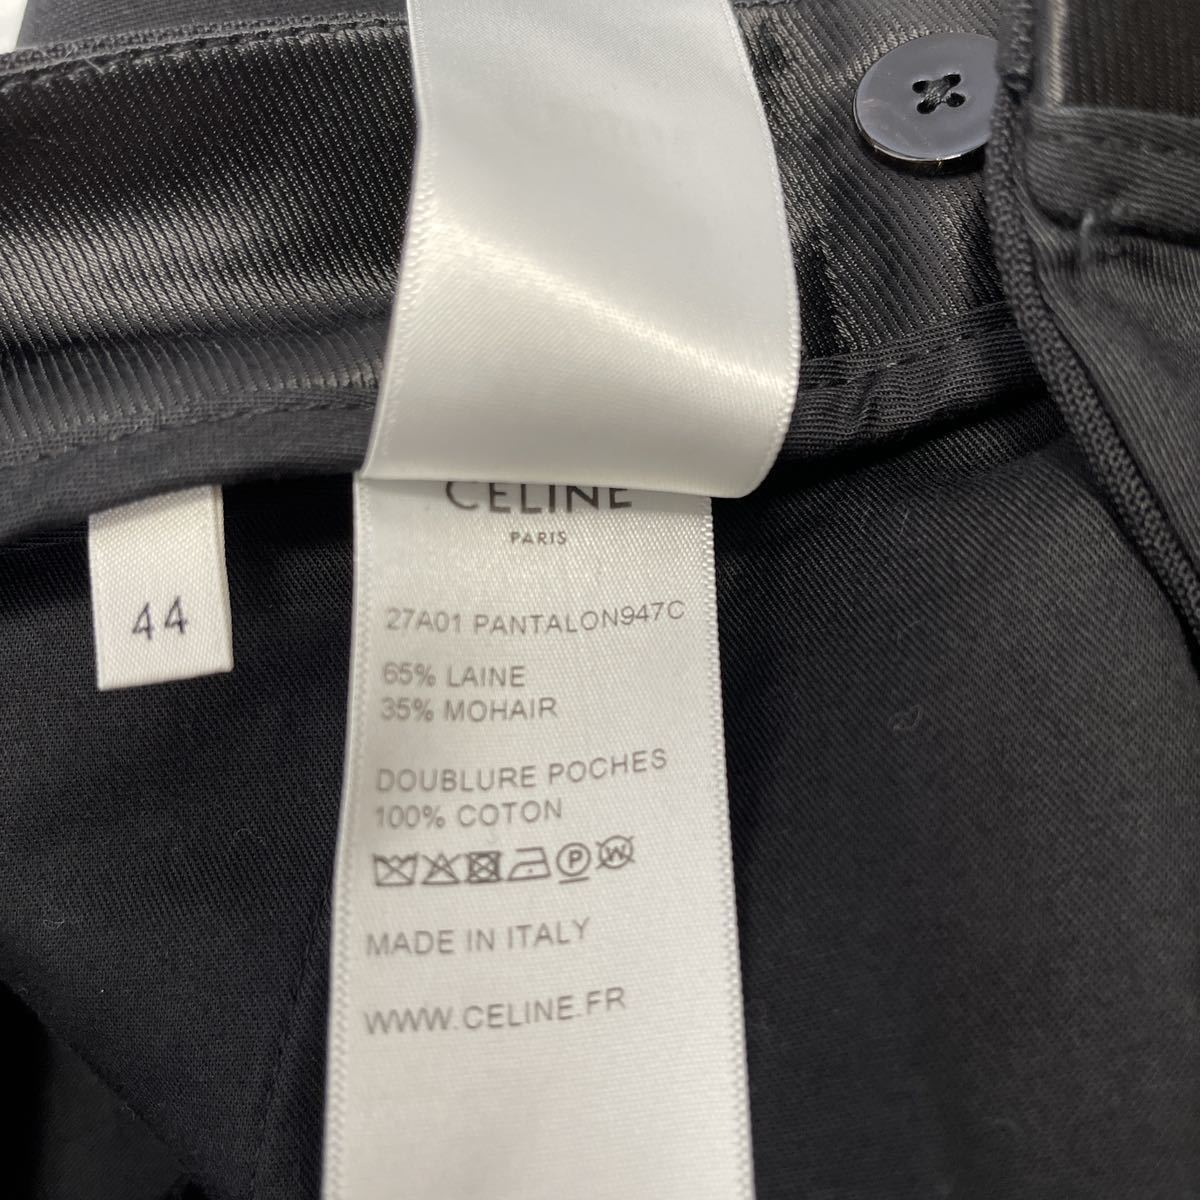 CELINE
PARIS
44
27A01 PANTALON947C
65% LAINE
35% MOHAIR
DOUBLURE POCHES
100% COTON
P W
MADE IN ITALY
WWW.CELINE.FR